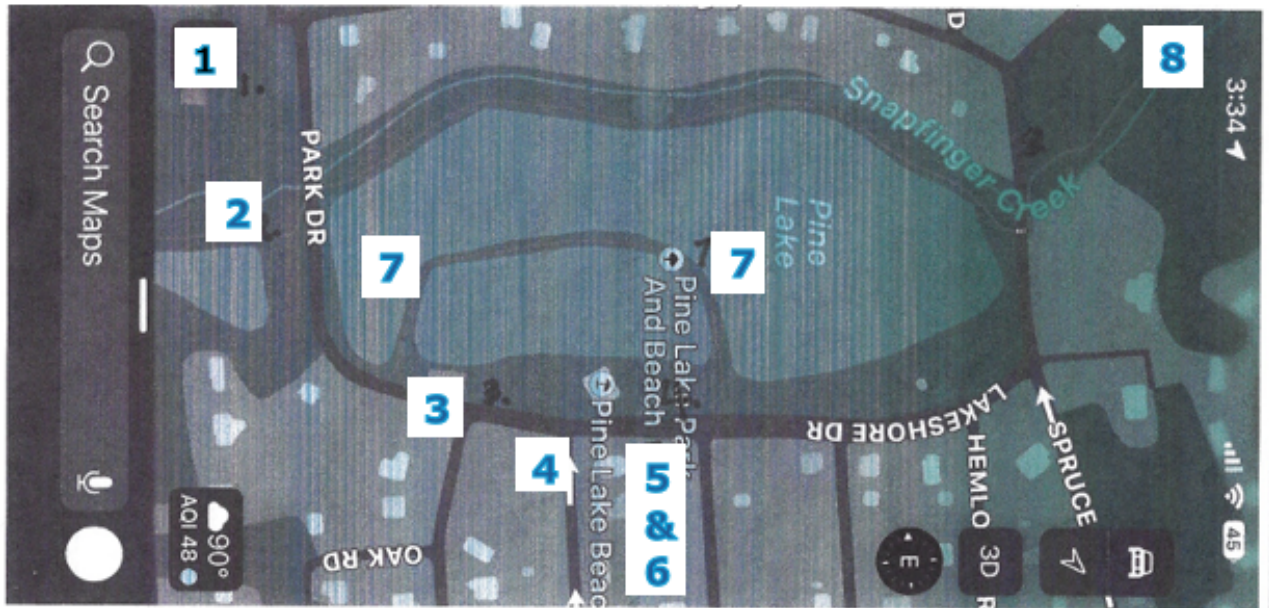 3:34
45
8
SPRUCE
HEMLO
R
3D
E
D
Snapfinger Creek
LAKESHORE DR
Pine
Lake
7
Pine Lake Park
And Beach
5
&
6
Pine Lake Beac
4
3
7
OAK RD
PARK DR
2
1
90°
AQI 48
Search Maps